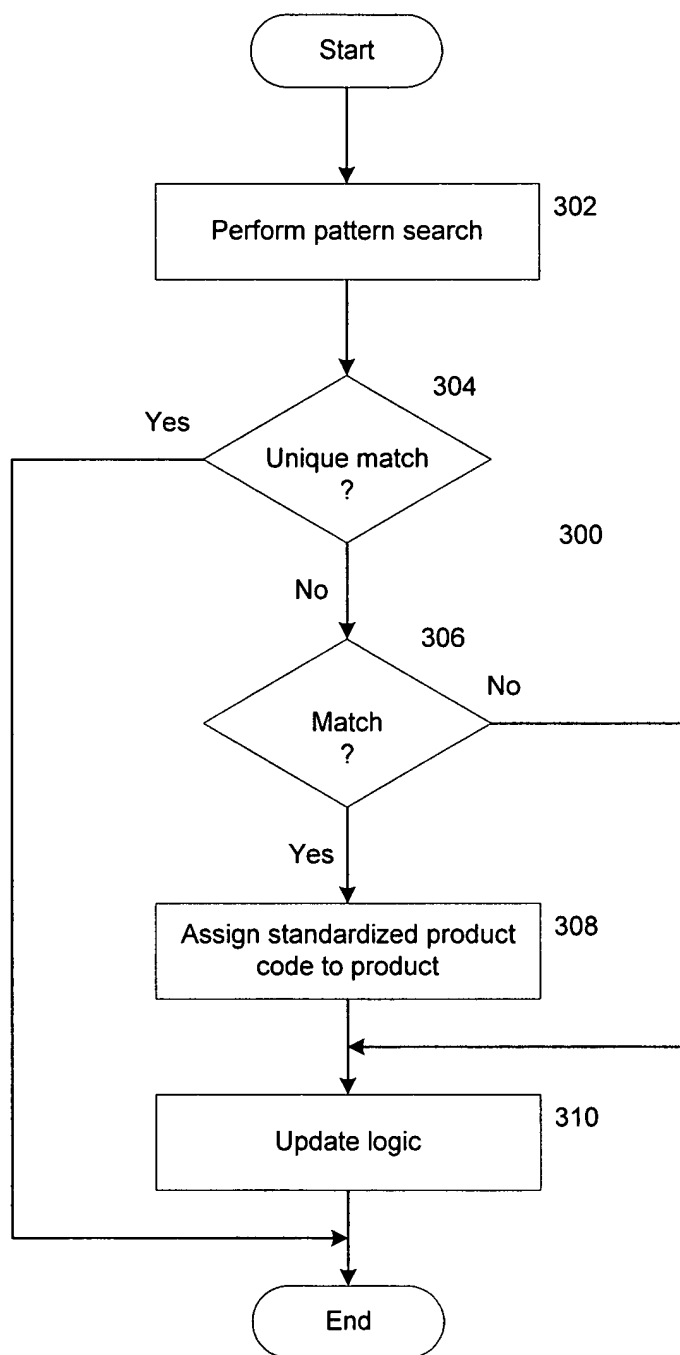 Start
302
Perform pattern search
304
Yes
Unique match
?
300
No
306
No
Match
?
Yes
308
Assign standardized product
code to product
310
Update logic
End